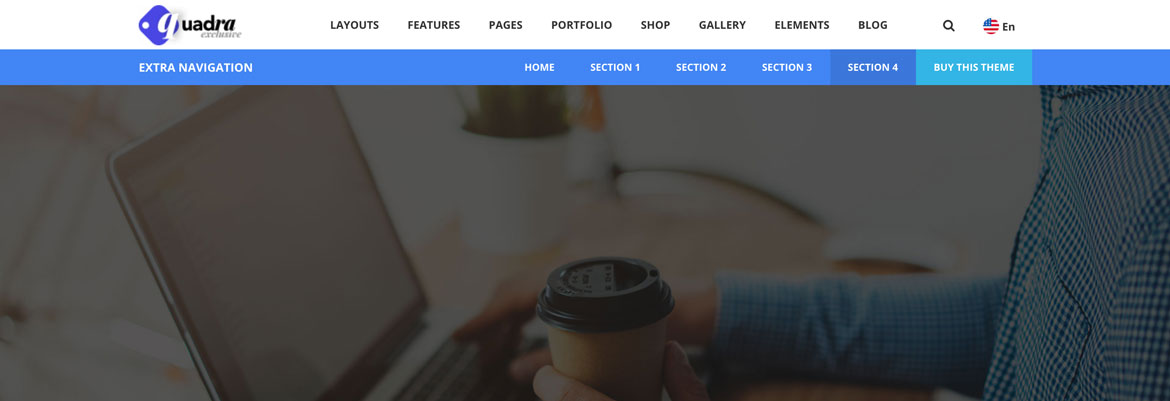 quadra
exclusive
LAYOUTS FEATURES PAGES PORTFOLIO SHOP GALLERY ELEMENTS BLOG En
EXTRA NAVIGATION HOME SECTION 1 SECTION 2 SECTION 3 SECTION 4 BUY THIS THEME